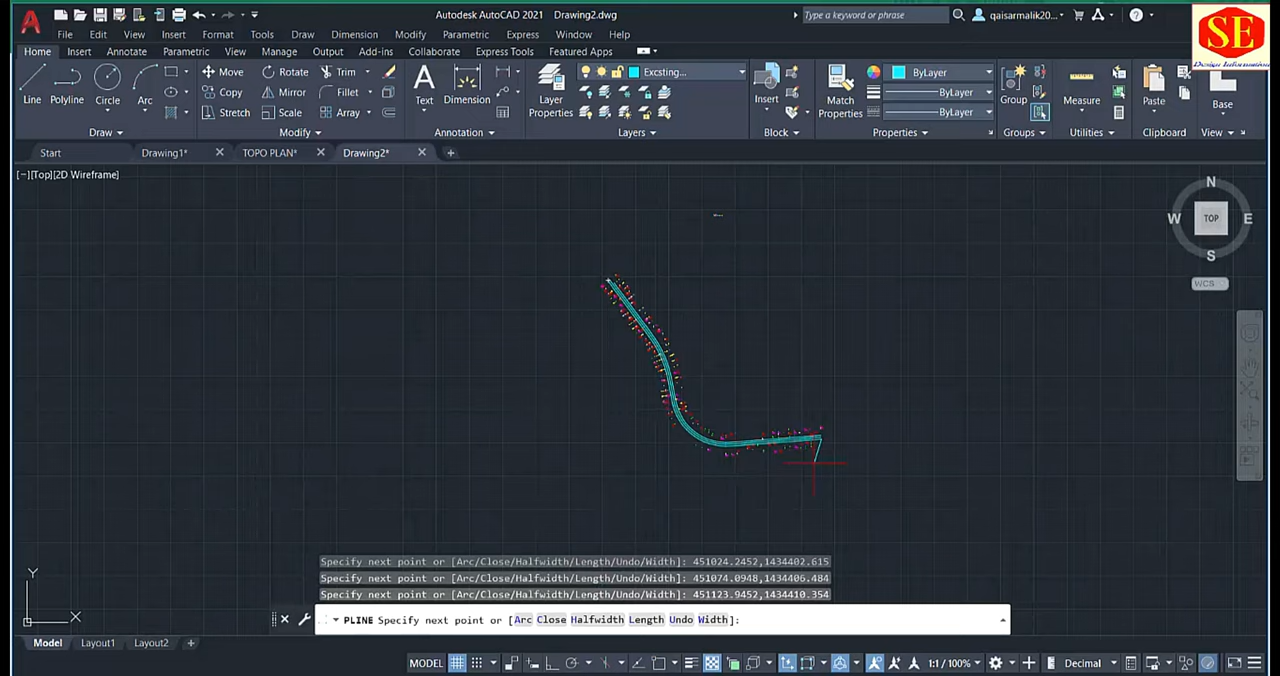 Autodesk AutoCAD 2021 Drawing2.dwg
Type a keyword or phrase
qaisarmalik20...
SE
Design Information
File Edit View Insert Format Tools Draw Dimension Modify Parametric Express Window Help
Home Insert Annotate Parametric View Manage Output Add-ins Collaborate Express Tools Featured Apps
Line Polyline Circle Arc
Move Rotate Trim
Copy Mirror Fillet
Stretch Scale Array
Text Dimension
Layer Properties
Excsting...
Insert
Match Properties
ByLayer
ByLayer
ByLayer
Group
Measure
Paste
Base
Draw Modify Annotation Layers Block Properties Groups Utilities Clipboard View
Start Drawing1* TOPO PLAN* Drawing2*
[−][Top][2D Wireframe]
N
W TOP E
S
WCS
Y
X
Specify next point or [Arc/Close/Halfwidth/Length/Undo/Width]: 451024.2452,1434402.615
Specify next point or [Arc/Close/Halfwidth/Length/Undo/Width]: 451074.0948,1434406.484
Specify next point or [Arc/Close/Halfwidth/Length/Undo/Width]: 451123.9452,1434410.354
PLINE Specify next point or [Arc Close Halfwidth Length Undo Width]:
Model Layout1 Layout2
MODEL 1:1 / 100% Decimal